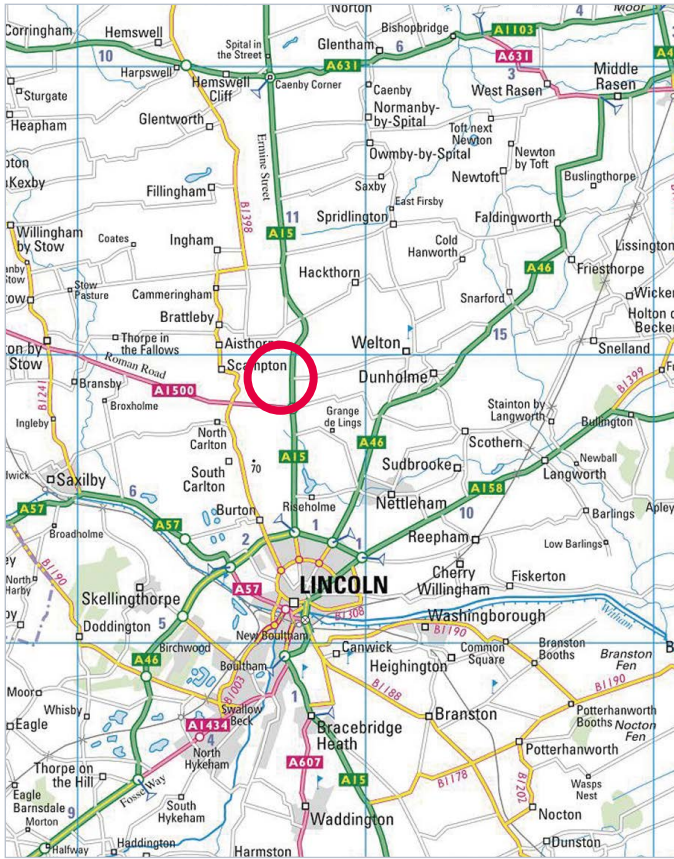 Corringham
Hemswell
Norton
Bishopbridge
4
Moor
10
Harpswell
Spital in
the Street
Glentham
6
A1103
A631
Hemswell
Cliff
Caenby Corner
A631
3
Middle
Rasen
Sturgate
Caenby
West Rasen
Heapham
Glentworth
Normanby-
by-Spital
Toft next
Newton
Ermine Street
Owmby-by-Spital
Newton
by Toft
Kexby
Fillingham
B1398
Saxby
Newtoft
Buslingthorpe
11
East Firsby
Spridlington
Faldingworth
Willingham
by Stow
Coates
Ingham
A15
Cold
Hanworth
Lissington
A46
Friesthorpe
Stow
Pasture
Cammeringham
Hackthorn
Snarford
Brattleby
15
Thorpe in
the Fallows
Aisthorpe
Welton
Snelland
Stow
Roman Road
Scampton
Dunholme
Bransby
A1500
B1399
B1241
Broxholme
Grange
de Lings
Stainton by
Langworth
Ingleby
North
Carlton
A46
Scothern
Bullington
A15
70
Sudbrooke
Newball
Saxilby
South
Carlton
Langworth
6
Riseholme
Nettleham
A158
A57
A57
Burton
10
Barlings
Apley
Broadholme
2
1
1
Reepham
Low Barlings
B1190
North
Harby
A57
LINCOLN
Cherry
Willingham
Fiskerton
Skellingthorpe
B1308
Witham
5
Washingborough
Doddington
New Boultham
B1190
Birchwood
Canwick
Common
Square
Branston
Booths
Branston
Fen
A46
Boultham
Heighington
B1190
B1003
B1188
Moor
1
Whisby
Swallow
Beck
Potterhanworth
Booths
Nocton
Fen
Eagle
A1434
4
Bracebridge
Heath
Branston
North
Hykeham
A607
Potterhanworth
Thorpe on
the Hill
Fosse Way
A15
B1178
Wasps
Nest
Eagle
Barnsdale
B1202
9
South
Hykeham
Morton
Waddington
Nocton
Halfway
Haddington
Harmston
Dunston